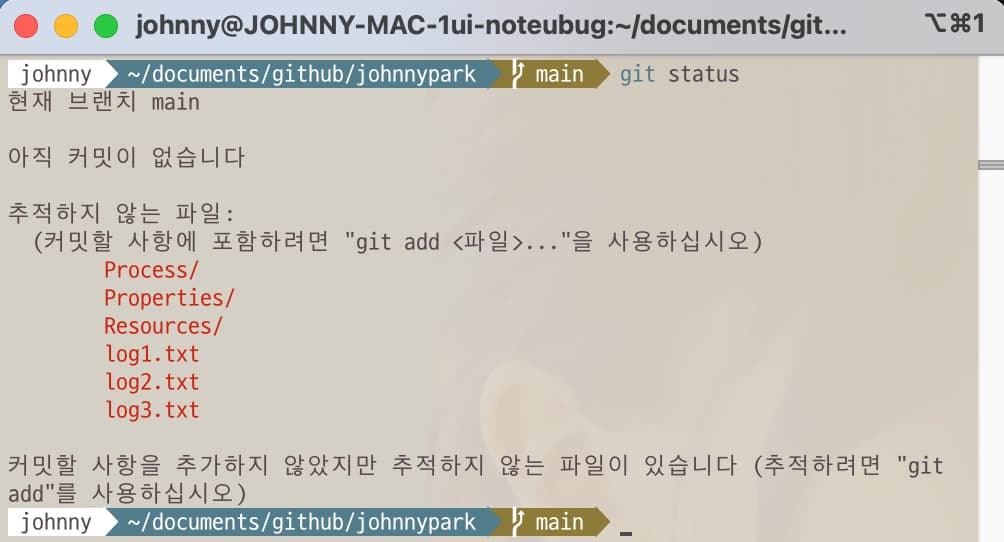 johnny@JOHNNY-MAC-1ui-noteubug:~/documents/git... ⌥⌘1
johnny ~/documents/github/johnnypark main git status
현재 브랜치 main
아직 커밋이 없습니다
추적하지 않는 파일:
(커밋할 사항에 포함하려면 "git add <파일>..."을 사용하십시오)
Process/
Properties/
Resources/
log1.txt
log2.txt
log3.txt
커밋할 사항을 추가하지 않았지만 추적하지 않는 파일이 있습니다 (추적하려면 "git
add"를 사용하십시오)
johnny ~/documents/github/johnnypark main